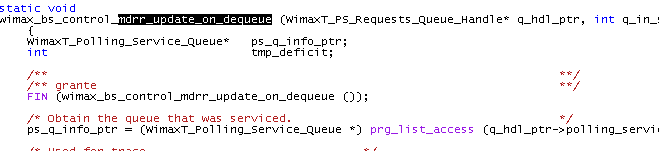 static void
wimax_bs_control_mdrr_update_on_dequeue (WimaxT_PS_Requests_Queue_Handle* q_hdl_ptr, int q_in_s
{
WimaxT_Polling_Service_Queue* ps_q_info_ptr;
int tmp_deficit;
/** **/
/** grante **/
FIN (wimax_bs_control_mdrr_update_on_dequeue ());
/* Obtain the queue that was serviced. */
ps_q_info_ptr = (WimaxT_Polling_Service_Queue *) prg_list_access (q_hdl_ptr->polling_servic
/* Used for trace */